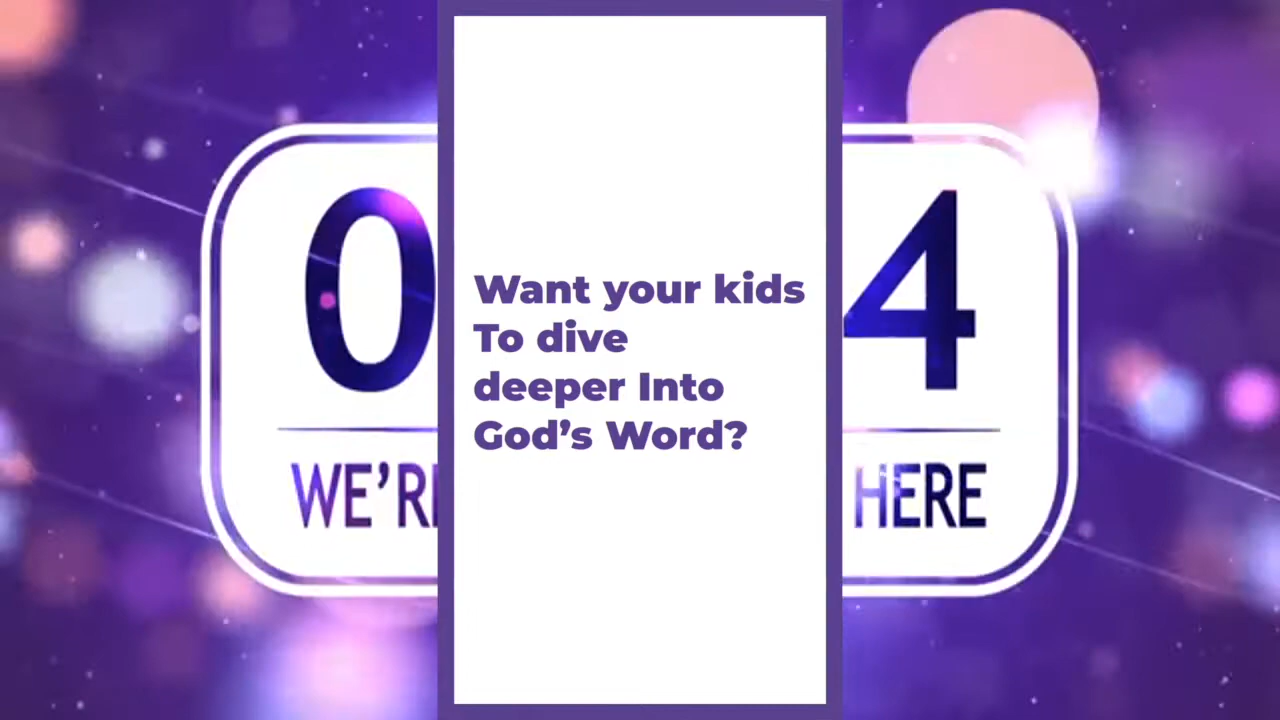 0
4
WE'R
HERE
Want your kids
To dive
deeper Into
God’s Word?